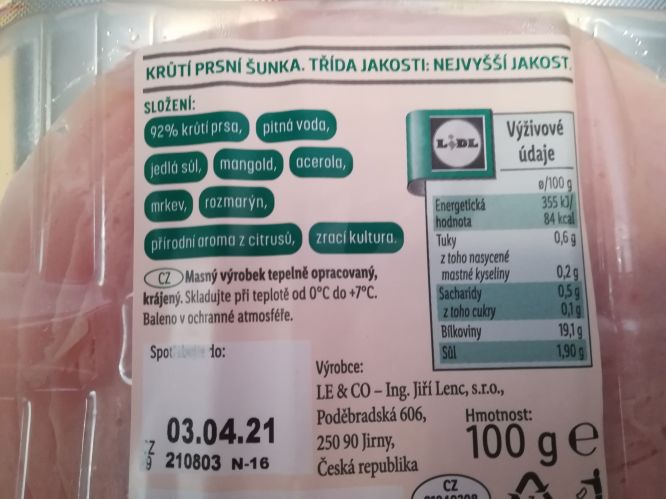 KRŮTÍ PRSNÍ ŠUNKA. TŘÍDA JAKOSTI: NEJVYŠŠÍ JAKOST.
SLOŽENÍ:
92% krůtí prsa, pitná voda,
jedlá sůl, mangold, acerola,
mrkev, rozmarýn,
přírodní aroma z citrusů, zrací kultura.
CZ Masný výrobek tepelně opracovaný,
krájený. Skladujte při teplotě od 0°C do +7°C.
Baleno v ochranné atmosféře.
LIDL
Výživové
údaje
ø/100 g
Energetická 355 kJ/
hodnota 84 kcal
Tuky 0,6 g
z toho nasycené
mastné kyseliny 0,2 g
Sacharidy 0,5 g
z toho cukry 0,1 g
Bílkoviny 19,1 g
Sůl 1,90 g
do:
03.04.21
210803 N-16
Výrobce:
LE & CO – Ing. Jiří Lenc, s.r.o.,
Poděbradská 606,
250 90 Jirny,
Česká republika
Hmotnost:
100 g e
CZ